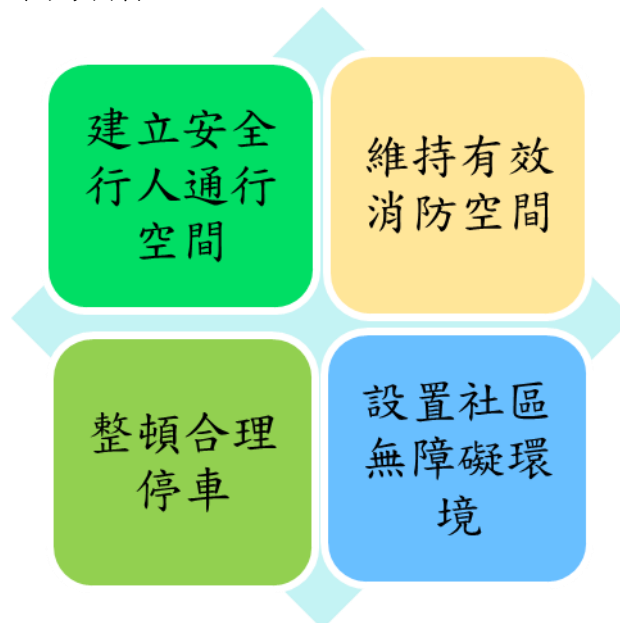 建立安全
行人通行
空間
維持有效
消防空間
整頓合理
停車
設置社區
無障礙環
境